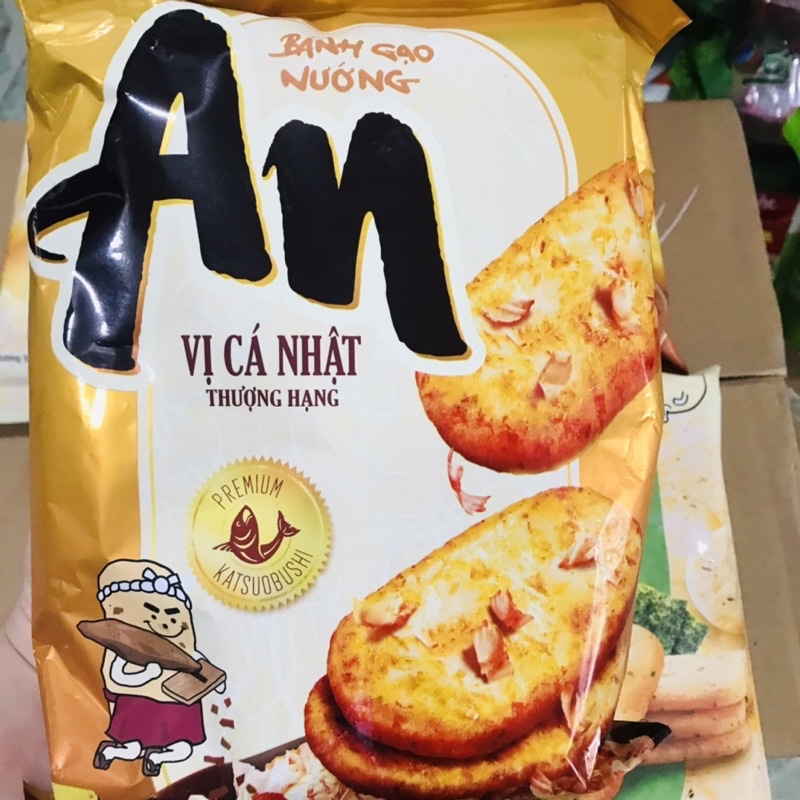 BÁNH GẠO
NƯỚNG
An
VỊ CÁ NHẬT
THƯỢNG HẠNG
PREMIUM
KATSUOBUSHI